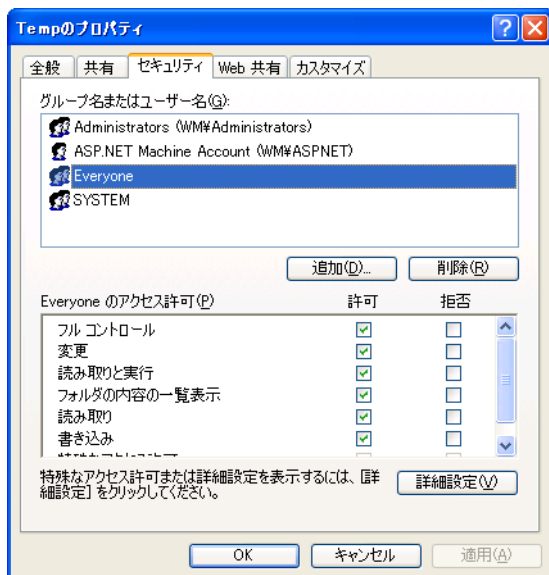 Tempのプロパティ
全般 共有 セキュリティ Web 共有 カスタマイズ
グループ名またはユーザー名(G):
Administrators (WM¥Administrators)
ASP.NET Machine Account (WM¥ASPNET)
Everyone
SYSTEM
追加(D)... 削除(R)
Everyone のアクセス許可(P) 許可 拒否
フル コントロール
変更
読み取りと実行
フォルダの内容の一覧表示
読み取り
書き込み
特殊なアクセス許可または詳細設定を表示するには、[詳
細設定] をクリックしてください。
詳細設定(V)
OK キャンセル 適用(A)